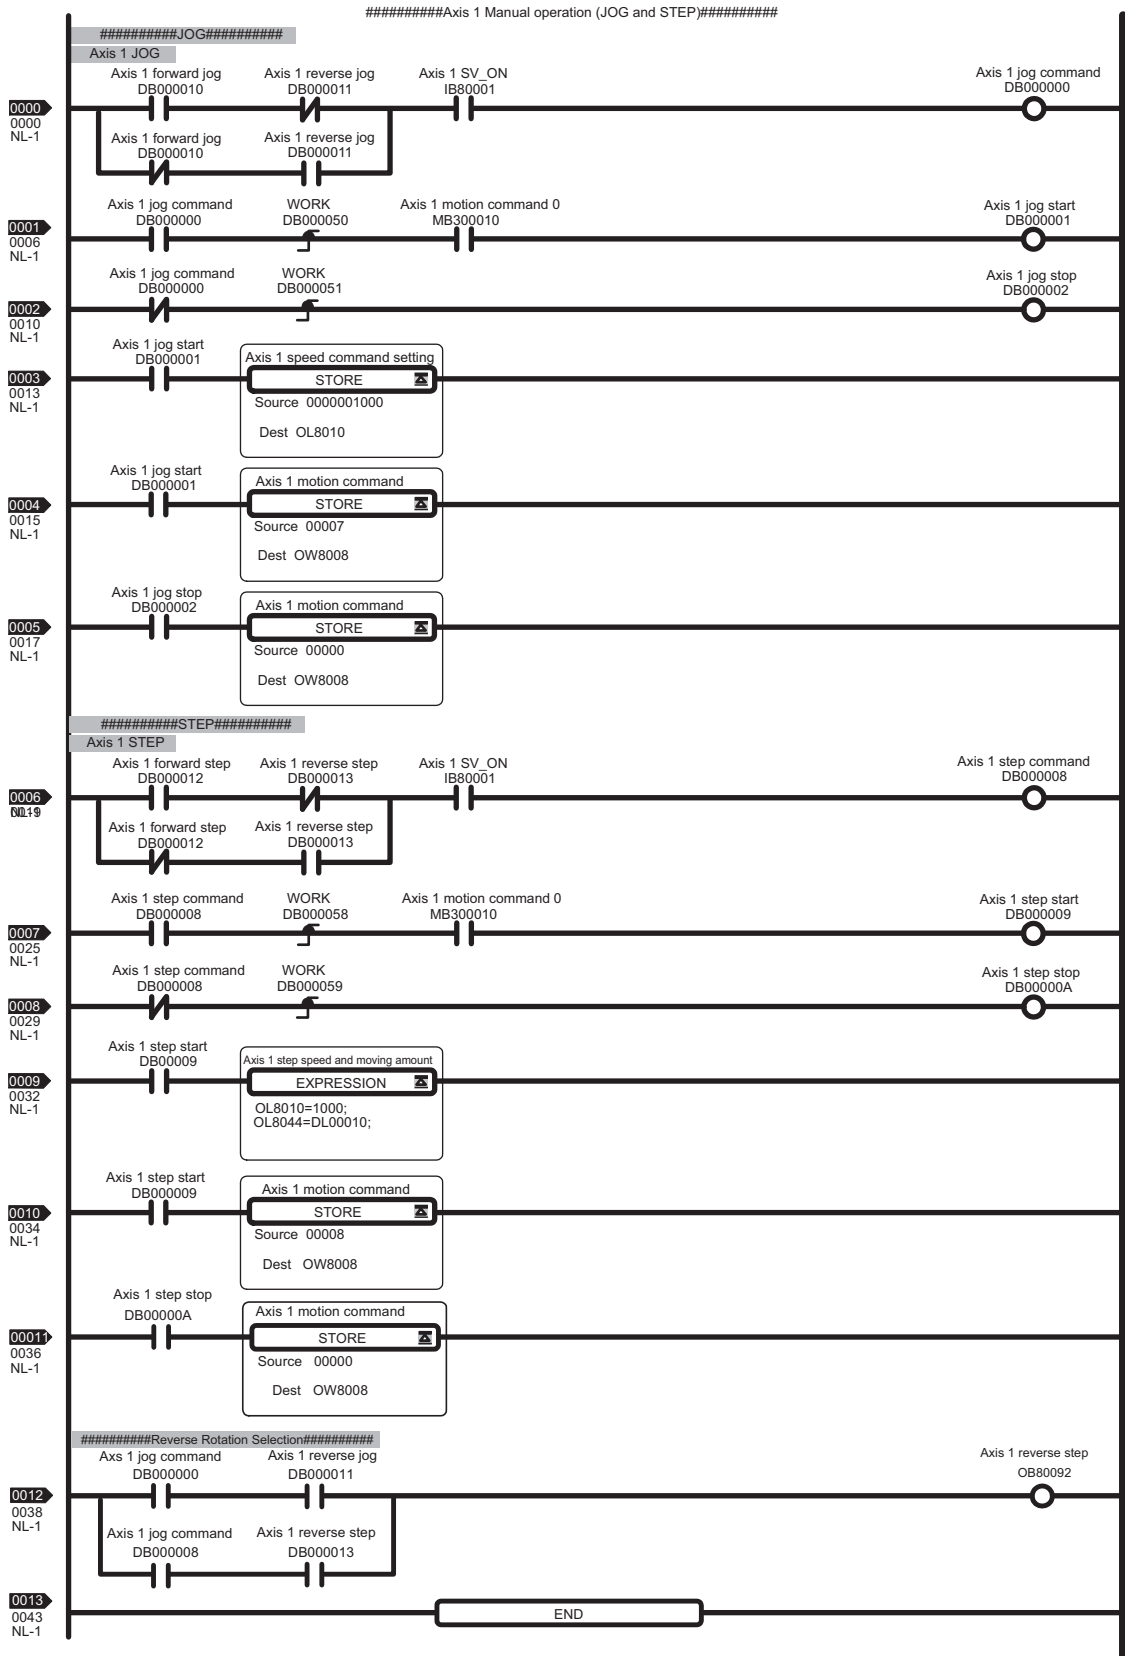 ##########Axis 1 Manual operation (JOG and STEP)##########
##########JOG##########
Axis 1 JOG
Axis 1 forward jog Axis 1 reverse jog Axis 1 SV_ON Axis 1 jog command
DB000010 DB000011 IB80001 DB000000
0000
0000
NL-1
Axis 1 forward jog Axis 1 reverse jog
DB000010 DB000011
Axis 1 jog command WORK Axis 1 motion command 0 Axis 1 jog start
DB000000 DB000050 MB300010 DB000001
0001
0006
NL-1
Axis 1 jog command WORK Axis 1 jog stop
DB000000 DB000051 DB000002
0002
0010
NL-1
Axis 1 jog start
DB000001 Axis 1 speed command setting
0003 STORE
0013
NL-1
Source 0000001000
Dest OL8010
Axis 1 jog start
DB000001 Axis 1 motion command
0004 STORE
0015
NL-1
Source 00007
Dest OW8008
Axis 1 jog stop
DB000002 Axis 1 motion command
0005 STORE
0017
NL-1
Source 00000
Dest OW8008
##########STEP##########
Axis 1 STEP
Axis 1 forward step Axis 1 reverse step Axis 1 SV_ON Axis 1 step command
DB000012 DB000013 IB80001 DB000008
0006
Axis 1 forward step Axis 1 reverse step
DB000012 DB000013
Axis 1 step command WORK Axis 1 motion command 0 Axis 1 step start
DB000008 DB000058 MB300010 DB000009
0007
0025
NL-1
Axis 1 step command WORK Axis 1 step stop
DB000008 DB000059 DB00000A
0008
0029
NL-1
Axis 1 step start
DB00009 Axis 1 step speed and moving amount
0009 EXPRESSION
0032
NL-1
OL8010=1000;
OL8044=DL00010;
Axis 1 step start
DB000009 Axis 1 motion command
0010 STORE
0034
NL-1
Source 00008
Dest OW8008
Axis 1 step stop
DB00000A Axis 1 motion command
00011 STORE
0036
NL-1
Source 00000
Dest OW8008
##########Reverse Rotation Selection##########
Axs 1 jog command Axis 1 reverse jog Axis 1 reverse step
DB000000 DB000011 OB80092
0012
0038
NL-1
Axis 1 jog command Axis 1 reverse step
DB000008 DB000013
0013
0043
NL-1
END